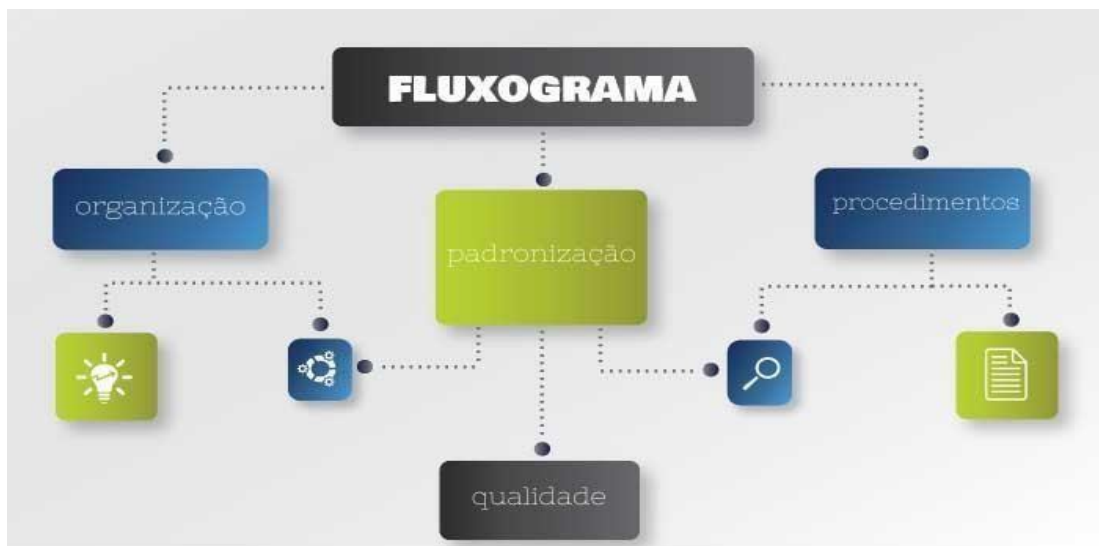 FLUXOGRAMA
organização
padronização
procedimentos
qualidade